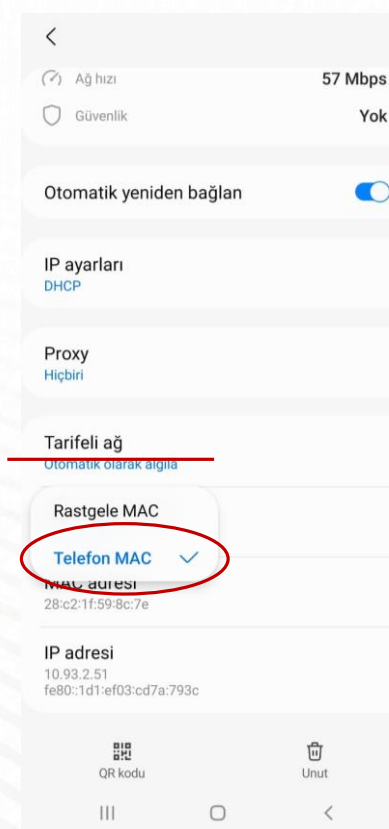 Ağ hızı 57 Mbps
Güvenlik Yok
Otomatik yeniden bağlan
IP ayarları
DHCP
Proxy
Hiçbiri
Tarifeli ağ
Otomatik olarak algıla
Rastgele MAC
Telefon MAC
MAC adresi
28:c2:1f:59:8c:7e
IP adresi
10.93.2.51
fe80::1d1:ef03:cd7a:793c
QR kodu Unut